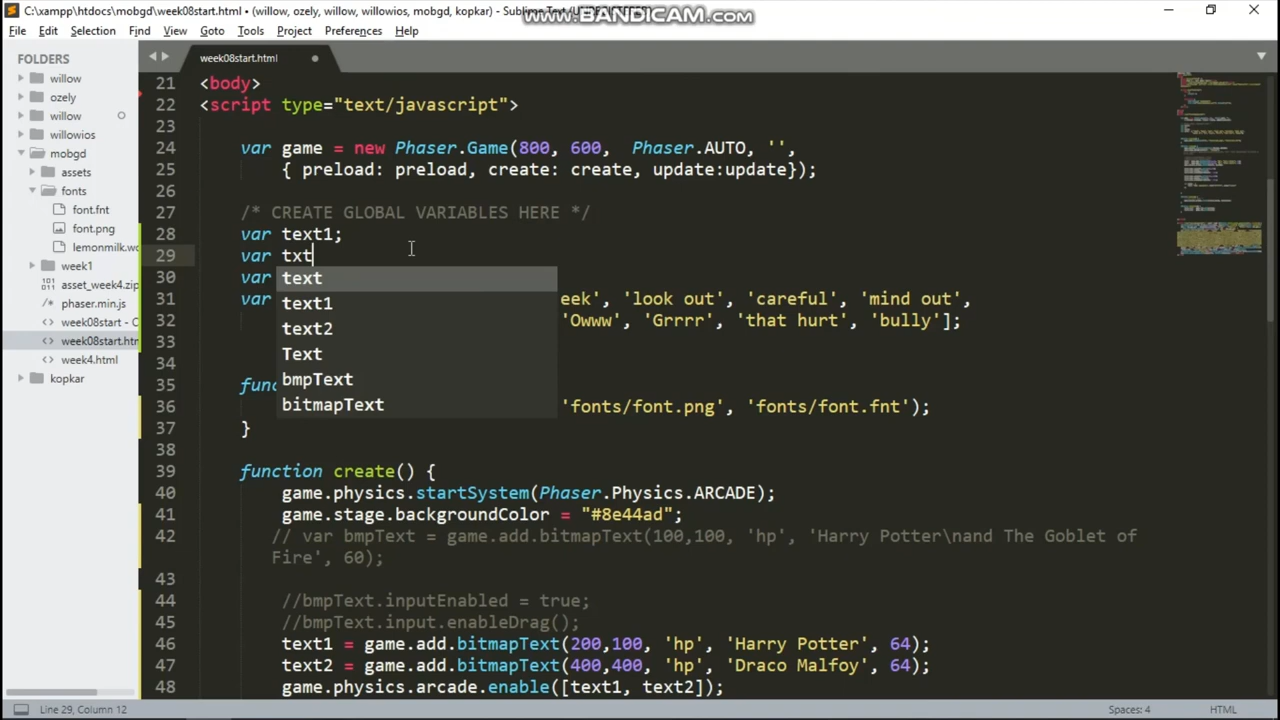 C:\xampp\htdocs\mobgd\week08start.html • (willow, ozely, willow, willowios, mobgd, kopkar) - Sublime Text
www.BANDICAM.com
File Edit Selection Find View Goto Tools Project Preferences Help
FOLDERS
willow
ozely
willow
willowios
mobgd
assets
fonts
font.fnt
font.png
lemonmilk.wo
week1
asset_week4.zip
phaser.min.js
week08start - C
week08start.htm
week4.html
kopkar
week08start.html
21 <body>
22 <script type="text/javascript">
23
24 var game = new Phaser.Game(800, 600,  Phaser.AUTO, '',
25 { preload: preload, create: create, update:update});
26
27 /* CREATE GLOBAL VARIABLES HERE */
28 var text1;
29 var txt
30 var
31 var eek', 'look out', 'careful', 'mind out',
32 'Owww', 'Grrrr', 'that hurt', 'bully'];
33
34
35 func
36 'fonts/font.png', 'fonts/font.fnt');
37 }
38
39 function create() {
40 game.physics.startSystem(Phaser.Physics.ARCADE);
41 game.stage.backgroundColor = "#8e44ad";
42 // var bmpText = game.add.bitmapText(100,100, 'hp', 'Harry Potter\nand The Goblet of
Fire', 60);
43
44 //bmpText.inputEnabled = true;
45 //bmpText.input.enableDrag();
46 text1 = game.add.bitmapText(200,100, 'hp', 'Harry Potter', 64);
47 text2 = game.add.bitmapText(400,400, 'hp', 'Draco Malfoy', 64);
48 game.physics.arcade.enable([text1, text2]);
text
text1
text2
Text
bmpText
bitmapText
Line 29, Column 12
Spaces: 4
HTML